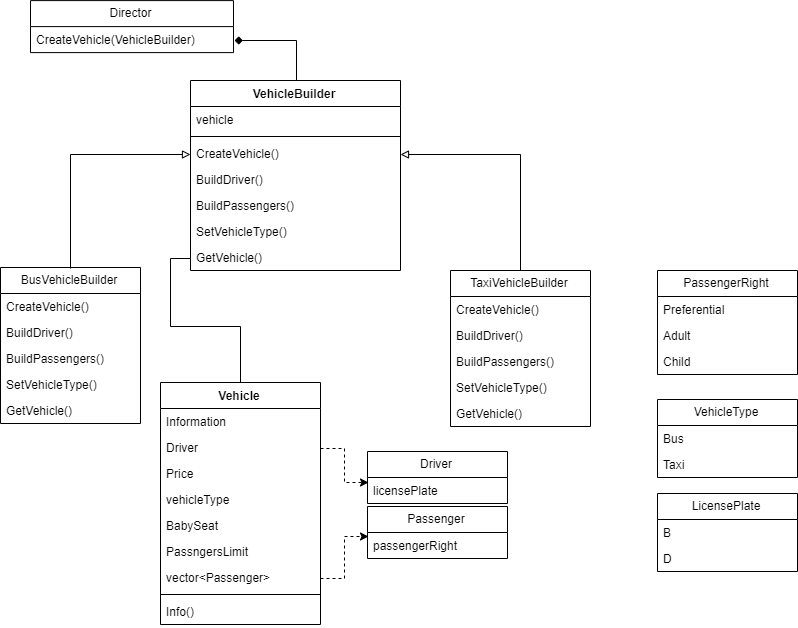 Director
CreateVehicle(VehicleBuilder)
VehicleBuilder
vehicle
CreateVehicle()
BuildDriver()
BuildPassengers()
SetVehicleType()
GetVehicle()
BusVehicleBuilder
CreateVehicle()
BuildDriver()
BuildPassengers()
SetVehicleType()
GetVehicle()
TaxiVehicleBuilder
CreateVehicle()
BuildDriver()
BuildPassengers()
SetVehicleType()
GetVehicle()
PassengerRight
Preferential
Adult
Child
VehicleType
Bus
Taxi
LicensePlate
B
D
Vehicle
Information
Driver
Price
vehicleType
BabySeat
PassngersLimit
vector<Passenger>
Info()
Driver
licensePlate
Passenger
passengerRight